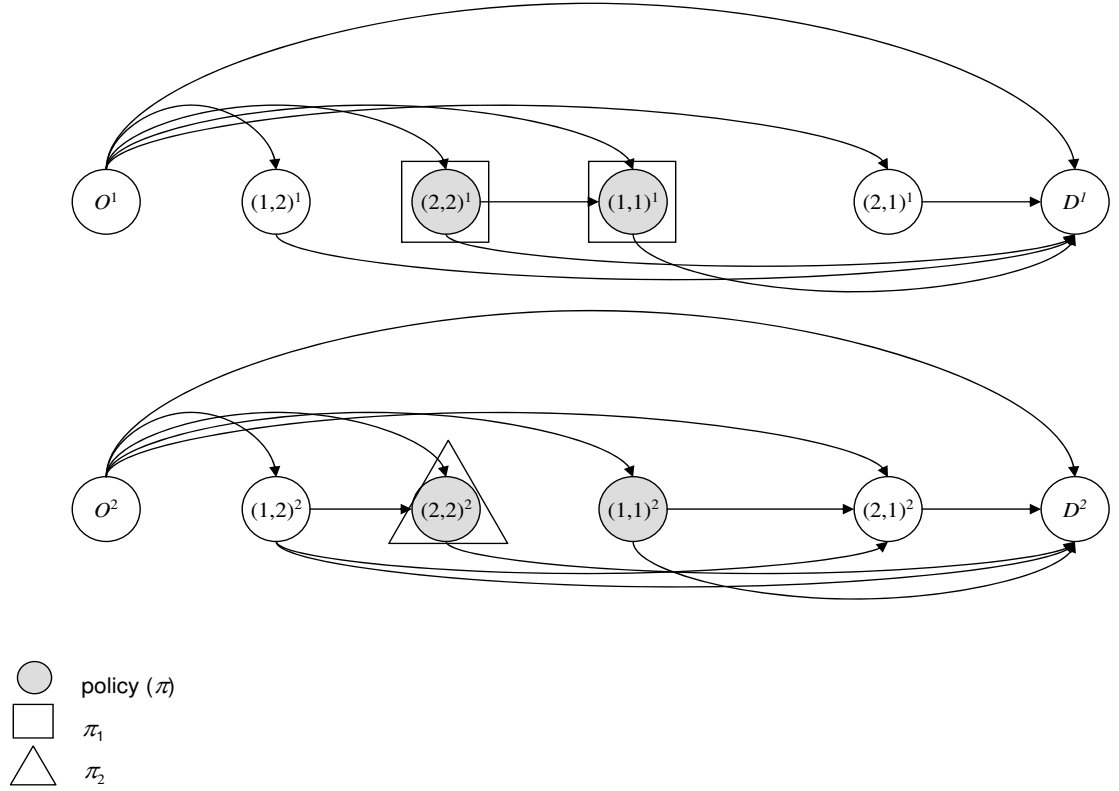 O¹ (1,2)¹ (2,2)¹ (1,1)¹ (2,1)¹ D¹
O² (1,2)² (2,2)² (1,1)² (2,1)² D²
policy (π)
π₁
π₂